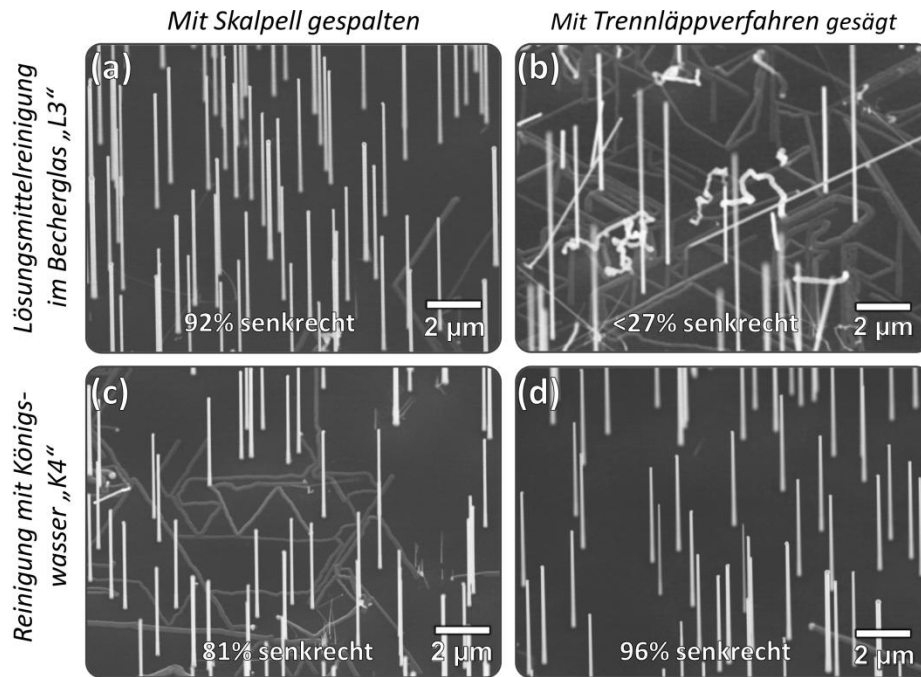 Mit Skalpell gespalten
Mit Trennläppverfahren gesägt
Lösungsmittelreinigung
im Becherglas „L3“
(a)
92% senkrecht
2 µm
(b)
<27% senkrecht
2 µm
Reinigung mit Königs-
wasser „K4“
(c)
81% senkrecht
2 µm
(d)
96% senkrecht
2 µm